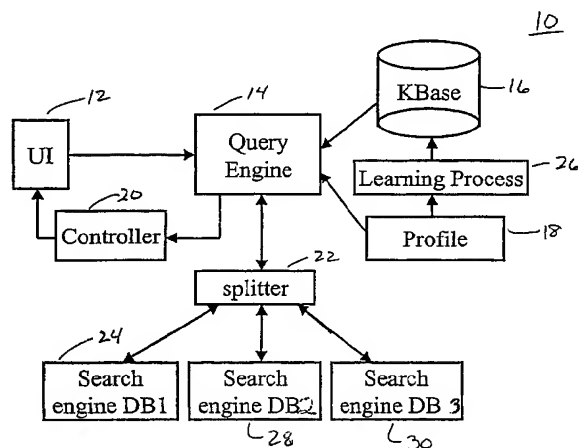 10
12
14
16
KBase
UI
Query
Engine
20
26
Learning Process
Controller
Profile
18
22
splitter
24
Search
engine DB1
Search
engine DB2
Search
engine DB 3
28
30